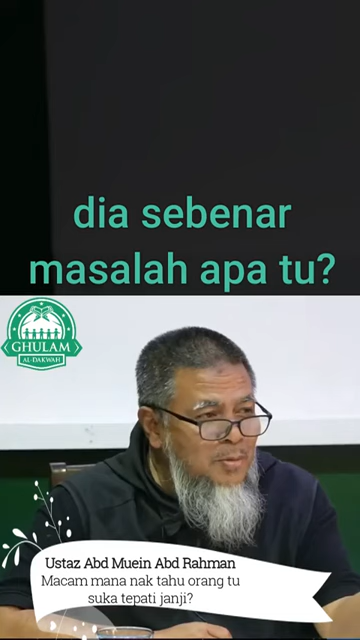 dia sebenar
masalah apa tu?
GHULAM
AL-DAKWAH
Ustaz Abd Muein Abd Rahman
Macam mana nak tahu orang tu
suka tepati janji?